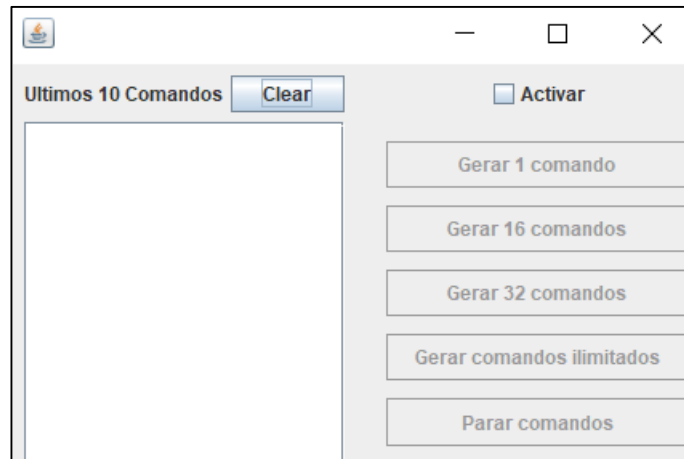 Ultimos 10 Comandos Clear
Activar
Gerar 1 comando
Gerar 16 comandos
Gerar 32 comandos
Gerar comandos ilimitados
Parar comandos